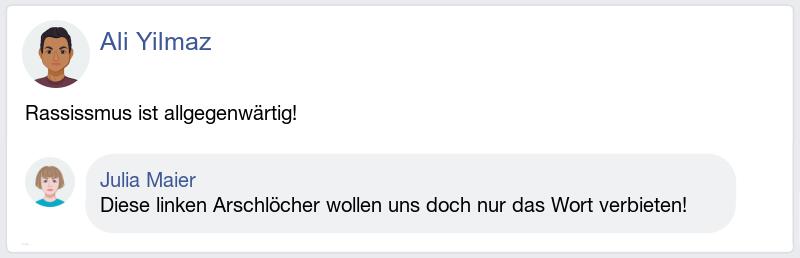 Ali Yilmaz
Rassissmus ist allgegenwärtig!
Julia Maier
Diese linken Arschlöcher wollen uns doch nur das Wort verbieten!